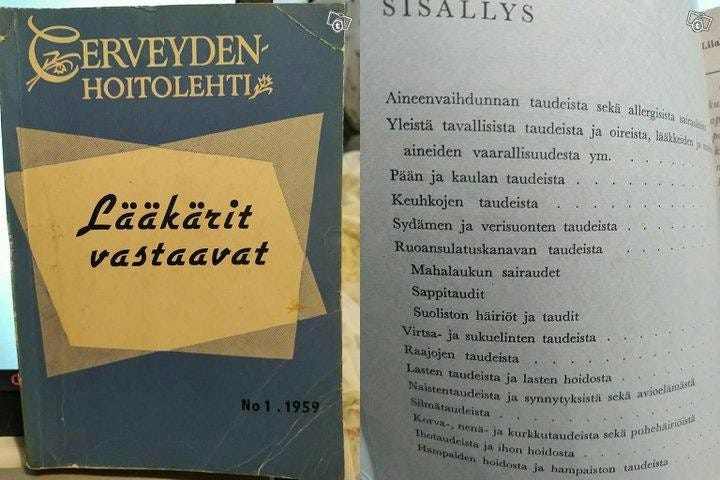 TERVEYDEN-
HOITOLEHTI
Lääkärit
vastaavat
No 1 . 1959
SISÄLLYS
Aineenvaihdunnan taudeista sekä allergisista
Yleistä tavallisista taudeista ja oireista, lääkkeiden ja
aineiden vaarallisuudesta ym. . . . .
Pään ja kaulan taudeista . . . . . .
Keuhkojen taudeista . . . . . . .
Sydämen ja verisuonten taudeista . . . .
Ruoansulatuskanavan taudeista . . . .
Mahalaukun sairaudet
Sappitaudit
Suoliston häiriöt ja taudit
Virtsa- ja sukuelinten taudeista . . . .
Raajojen taudeista . . . . . .
Lasten taudeista ja lasten hoidosta
Naistentaudeista ja synnytyksistä sekä avioelämästä
Silmätaudeista . . . . . .
Korva-, nenä- ja kurkkutaudeista sekä puhehäiriöistä
Ihotaudeista ja ihon hoidosta . . . .
Hampaiden hoidosta ja hampaiston taudeista . .